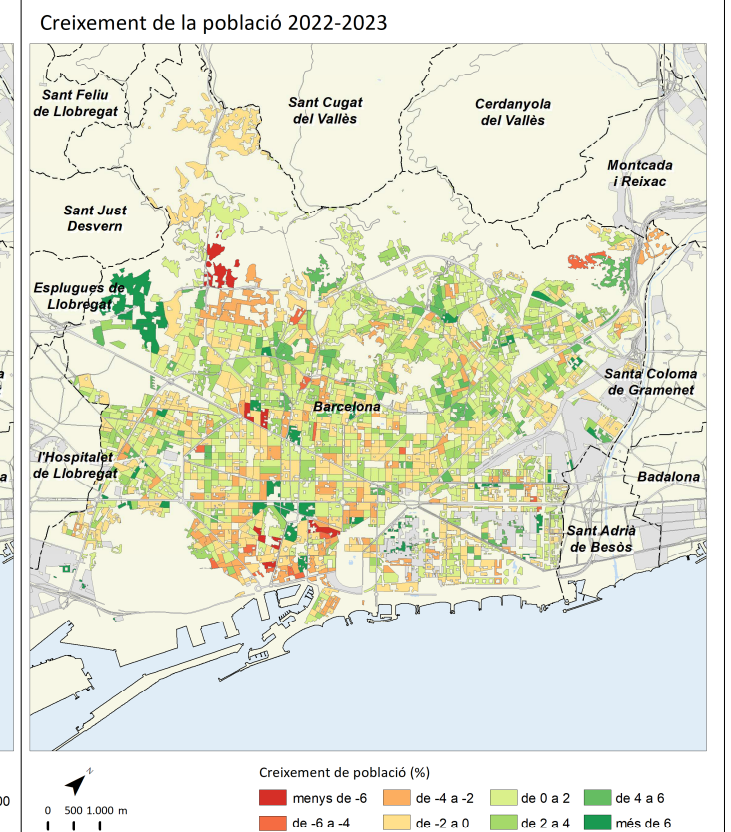 Creixement de la població 2022-2023
Sant Feliu
de Llobregat
Sant Cugat
del Vallès
Cerdanyola
del Vallès
Montcada
i Reixac
Sant Just
Desvern
Esplugues de
Llobregat
Santa Coloma
de Gramenet
Barcelona
l'Hospitalet
de Llobregat
Badalona
Sant Adrià
de Besòs
a
a
N
00
0 500 1.000 m
Creixement de població (%)
menys de -6
de -4 a -2
de 0 a 2
de 4 a 6
de -6 a -4
de -2 a 0
de 2 a 4
més de 6